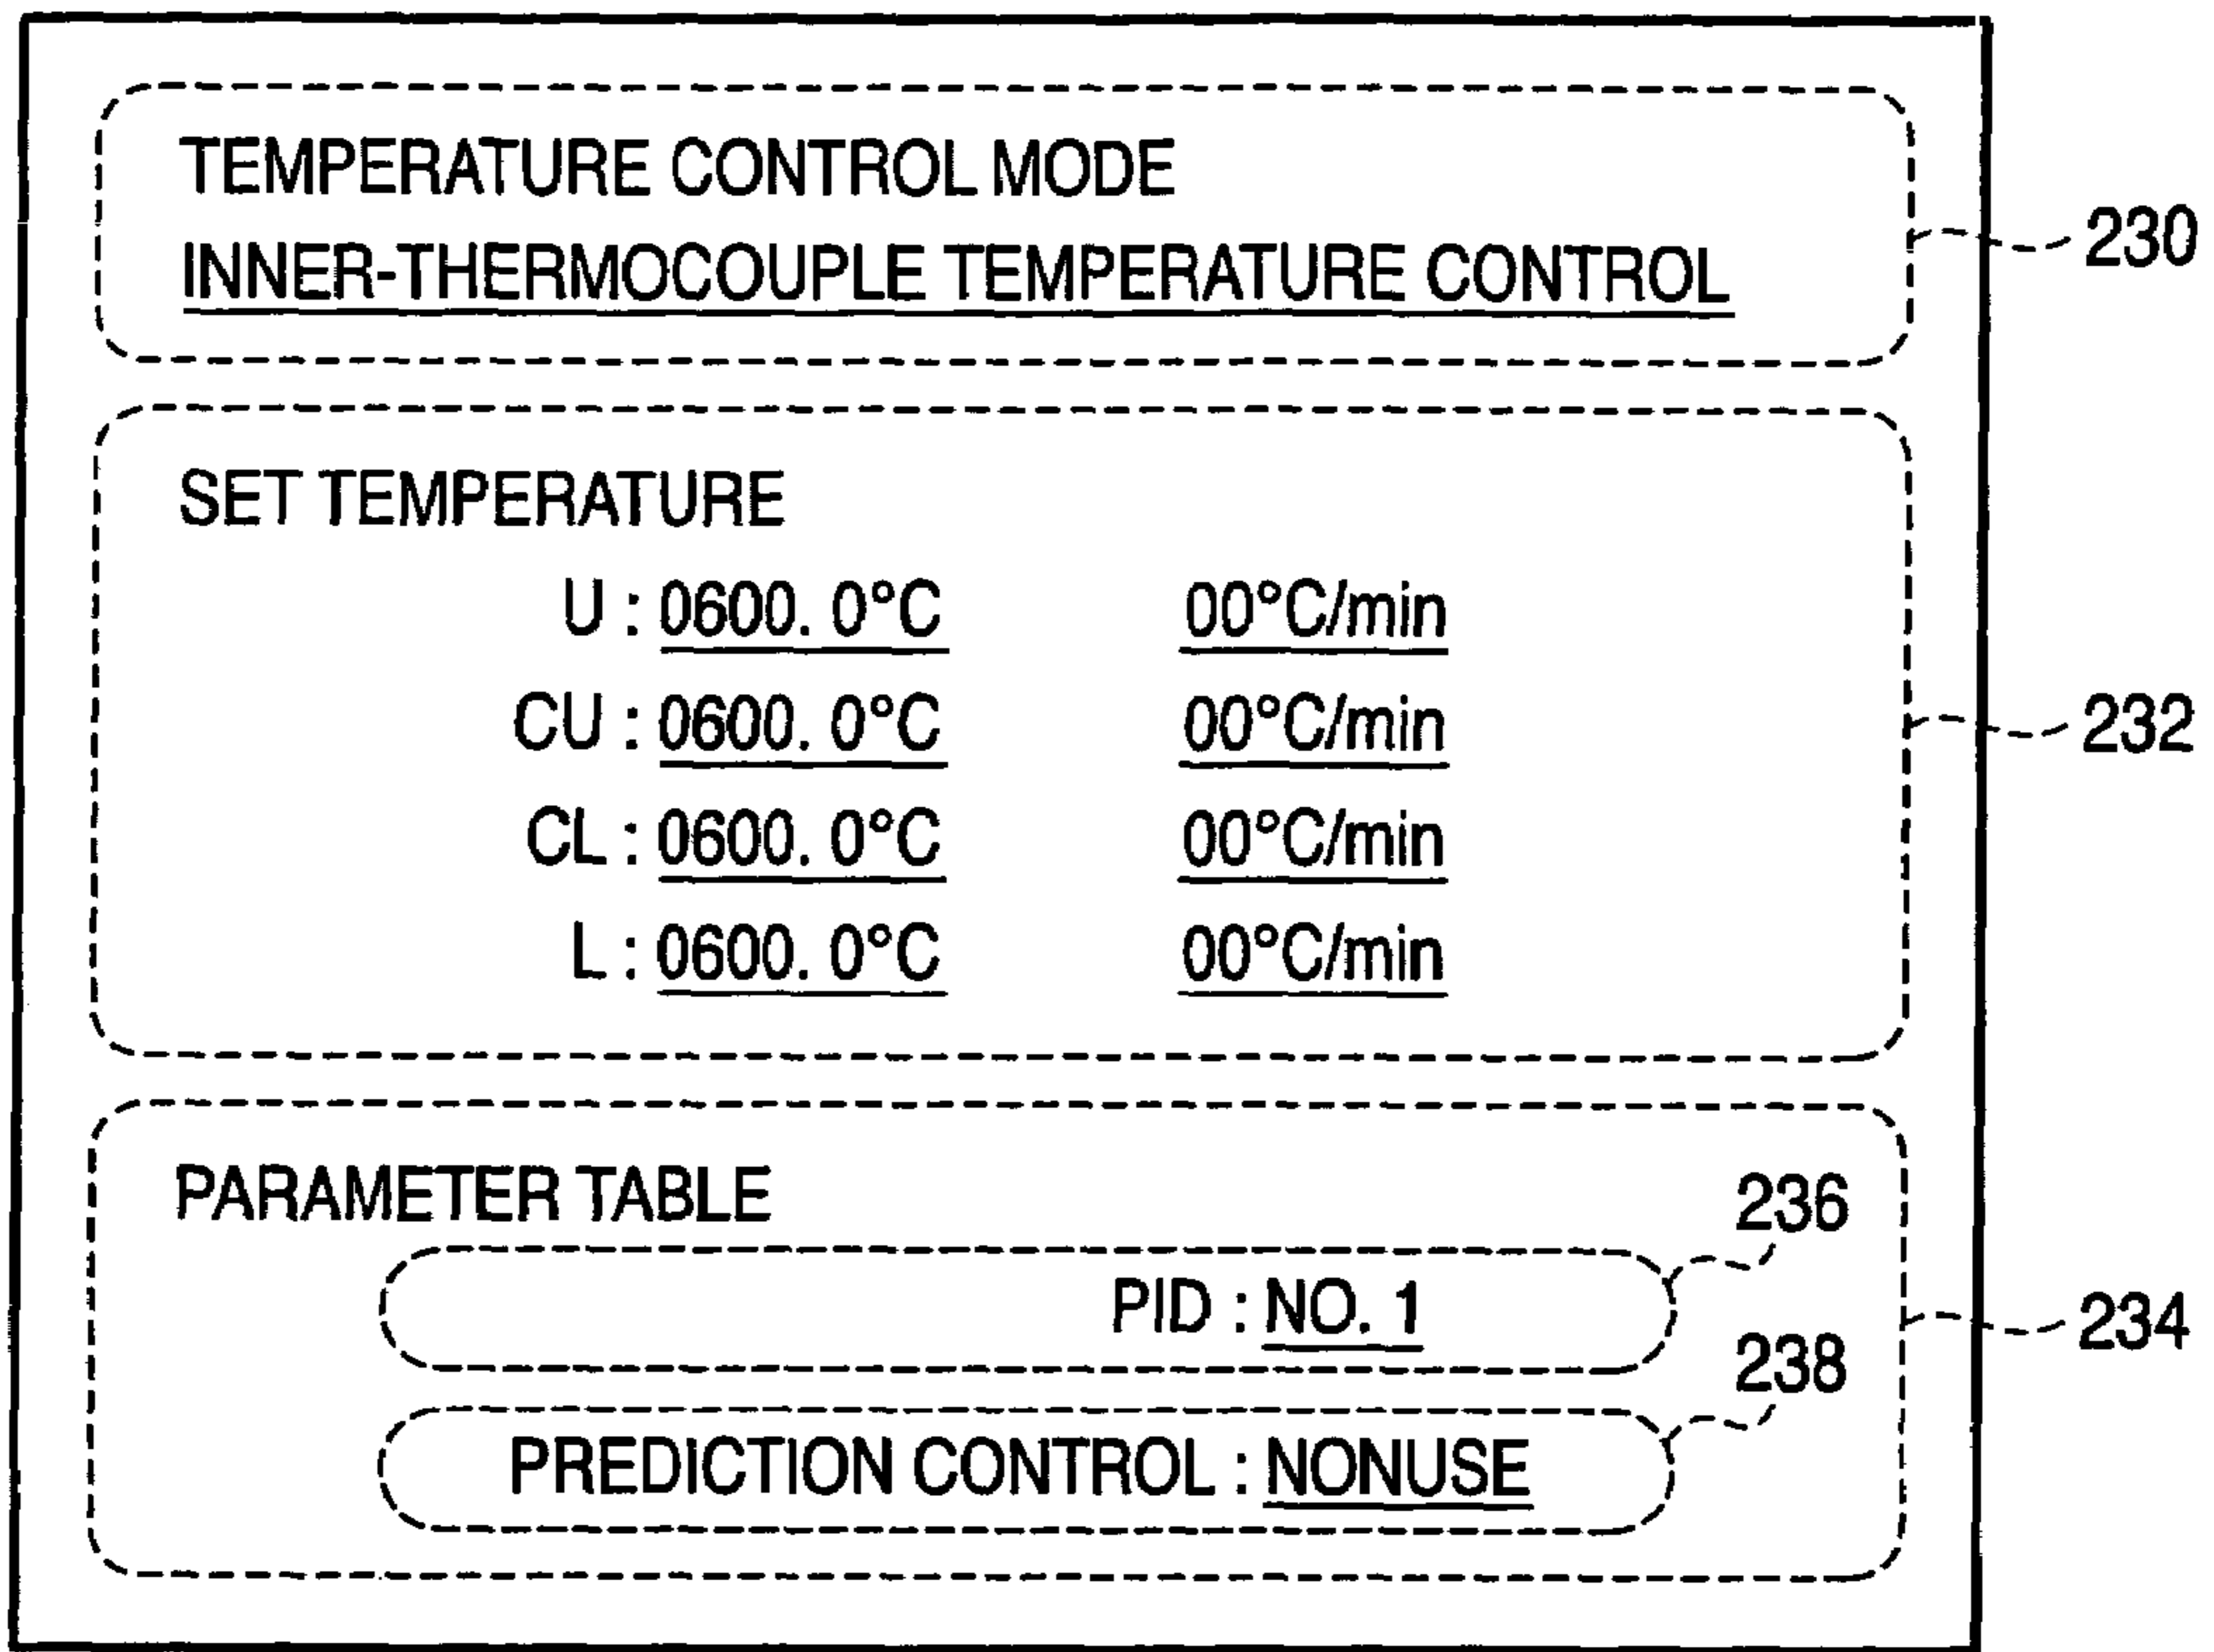 TEMPERATURE CONTROL MODE
INNER-THERMOCOUPLE TEMPERATURE CONTROL
230
SET TEMPERATURE
U : 0600. 0°C 00°C/min
CU : 0600. 0°C 00°C/min
232
CL : 0600. 0°C 00°C/min
L : 0600. 0°C 00°C/min
PARAMETER TABLE
236
PID : NO. 1
234
238
PREDICTION CONTROL : NONUSE